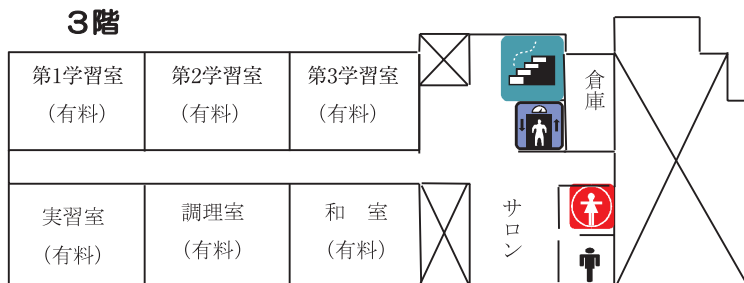 ３階
第1学習室
（有料）
第2学習室
（有料）
第3学習室
（有料）
倉庫
実習室
（有料）
調理室
（有料）
和　室
（有料）
サロン